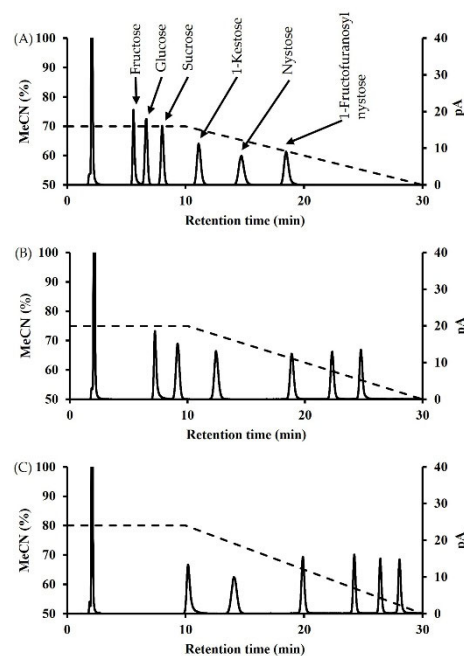 (A)
Fructose
Glucose
Sucrose
1-Kestose
Nystose
1-Fructofuranosyl
nystose
100
90
80
70
60
50
MeCN (%)
40
30
20
10
0
pA
0 10 20 30
Retention time (min)
(B)
100
90
80
70
60
50
MeCN (%)
40
30
20
10
0
pA
0 10 20 30
Retention time (min)
(C)
100
90
80
70
60
50
MeCN (%)
40
30
20
10
0
pA
0 10 20 30
Retention time (min)